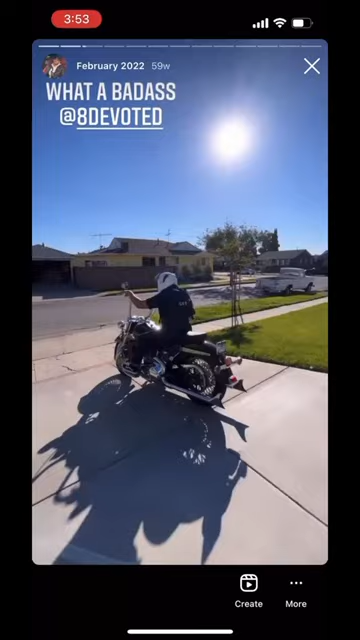 3:53
February 2022 59w
WHAT A BADASS
@8DEVOTED
Create
More